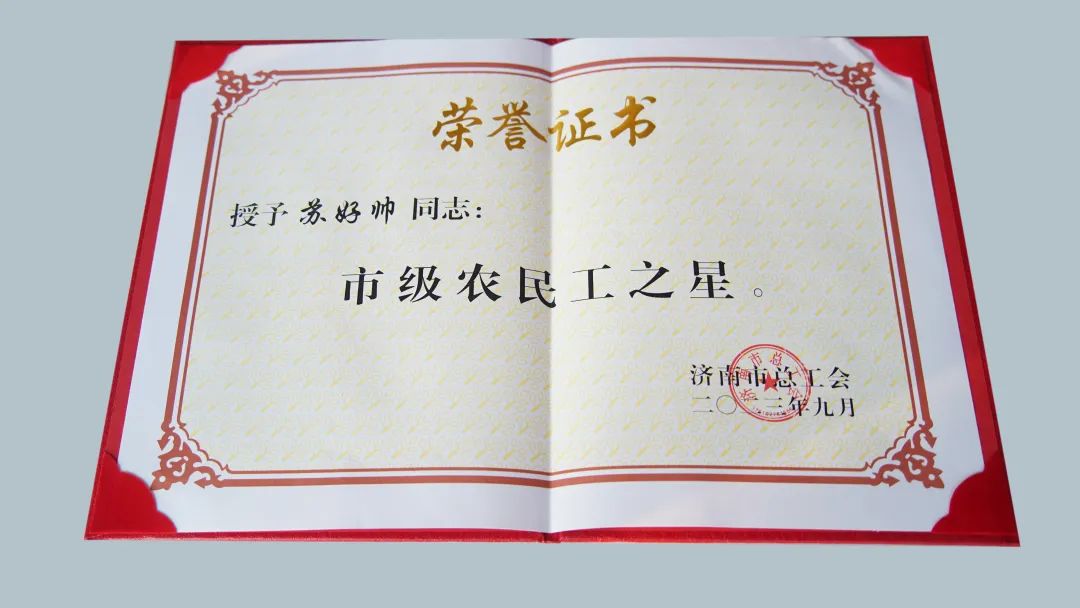 荣誉证书
授予 苏好帅 同志：
市级农民工之星。
济南市总工会
二〇二三年九月